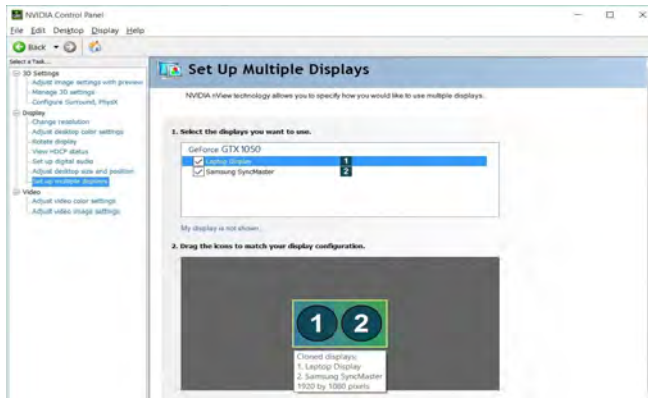 NVIDIA Control Panel
File Edit Desktop Display Help
Back
Select a Task...
3D Settings
Adjust image settings with preview
Manage 3D settings
Configure Surround, PhysX
Display
Change resolution
Adjust desktop color settings
Rotate display
View HDCP status
Set up digital audio
Adjust desktop size and position
Set up multiple displays
Video
Adjust video color settings
Adjust video image settings
Set Up Multiple Displays
NVIDIA nView technology allows you to specify how you would like to use multiple displays.
1. Select the displays you want to use.
GeForce GTX 1050
Laptop Display 1
Samsung SyncMaster 2
My display is not shown...
2. Drag the icons to match your display configuration.
1 2
Cloned displays:
1. Laptop Display
2. Samsung SyncMaster
1920 by 1080 pixels